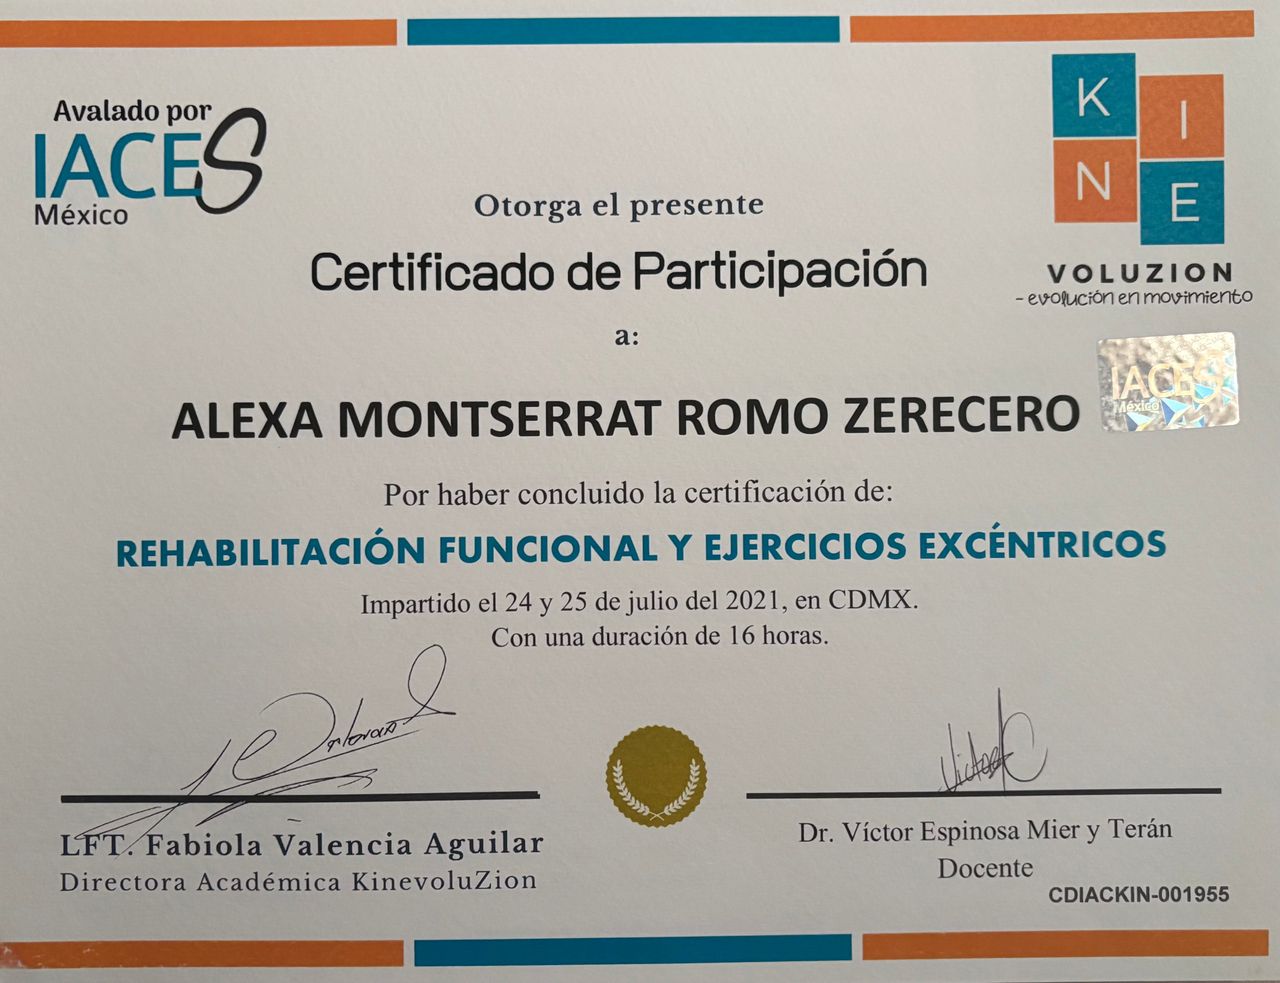 Avalado por
IACES
México
KINE
VOLUZION
- evolución en movimiento
Otorga el presente
Certificado de Participación
a:
IACES
México
ALEXA MONTSERRAT ROMO ZERECERO
Por haber concluido la certificación de:
REHABILITACIÓN FUNCIONAL Y EJERCICIOS EXCÉNTRICOS
Impartido el 24 y 25 de julio del 2021, en CDMX.
Con una duración de 16 horas.
LFT. Fabiola Valencia Aguilar
Directora Académica KinevoluZion
Dr. Víctor Espinosa Mier y Terán
Docente
CDIACKIN-001955